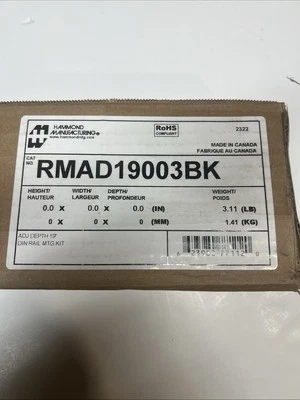 HAMMOND
MANUFACTURING®
www.hammondmfg.com
RoHS
COMPLIANT
2322
MADE IN CANADA
FABRIQUE AU CANADA
CAT
NO.
RMAD19003BK
HEIGHT/ WIDTH/ DEPTH/ WEIGHT/
HAUTEUR LARGEUR PROFONDEUR POIDS
0.0 X 0.0 X 0.0 (IN) 3.11 (LB)
0 X 0 X 0 (MM) 1.41 (KG)
ADJ DEPTH 19"
DIN RAIL MTG KIT